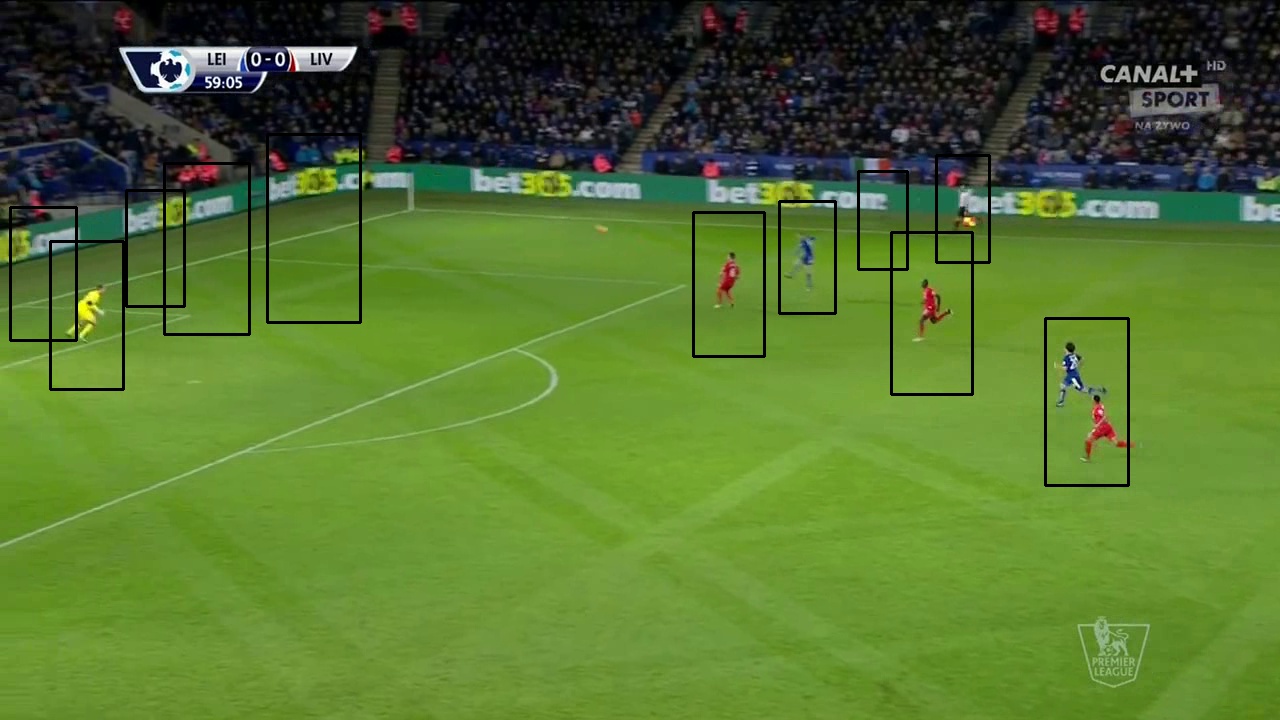 LEI 0-0 LIV
59:05
CANAL+ HD
SPORT
NA ŻYWO
bet365.com
bet365.com
bet365.com
bet365.com
bet365.com
PREMIER
LEAGUE